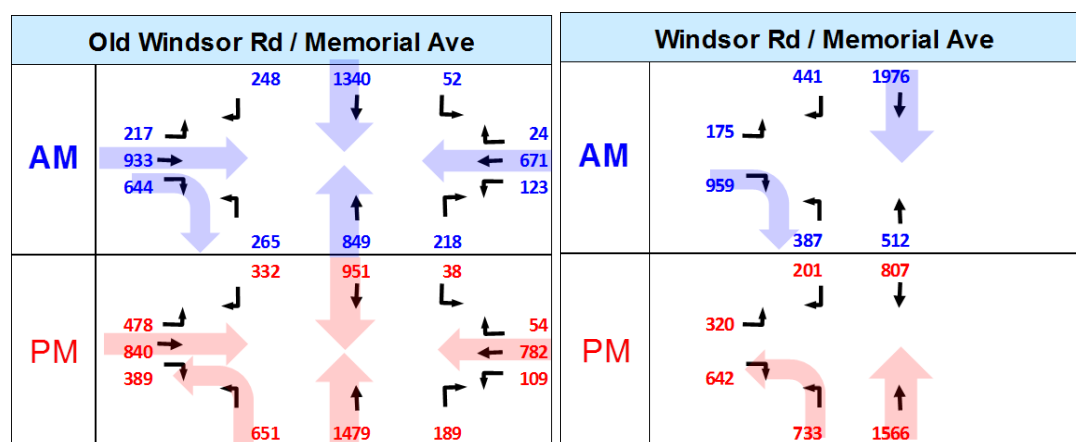 Old Windsor Rd / Memorial Ave
248 1340 52
217 24
AM 933 671
644 123
265 849 218
332 951 38
478 54
PM 840 782
389 109
651 1479 189
Windsor Rd / Memorial Ave
441 1976
175
AM
959
387 512
201 807
320
PM
642
733 1566